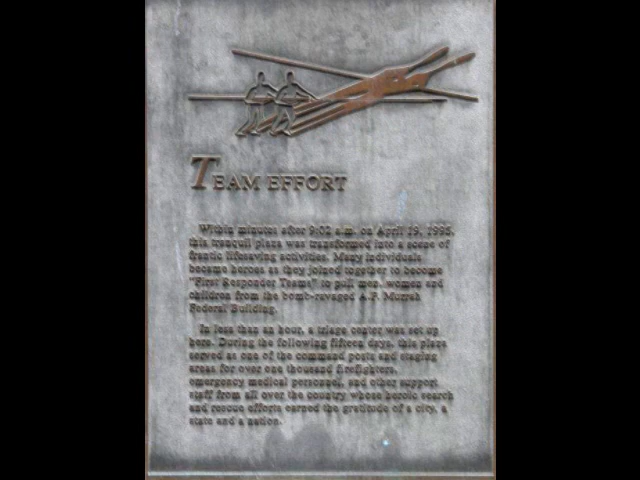 TEAM EFFORT
Within minutes after 9:02 a.m. on April 19, 1995,
this tranquil plaza was transformed into a scene of
frantic lifesaving activities. Many individuals
became heroes as they joined together to become
"First Responder Teams" to pull men, women and
children from the bomb-ravaged A.P. Murrah
Federal Building.
In less than an hour, a triage center was set up
here. During the following fifteen days, this plaza
served as one of the command posts and staging
areas for over one thousand firefighters,
emergency medical personnel, and other support
staff from all over the country whose heroic search
and rescue efforts earned the gratitude of a city, a
state and a nation.